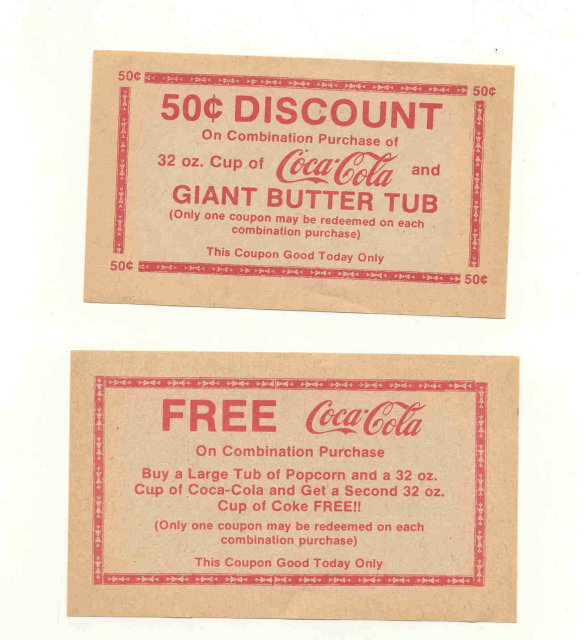 50¢ 50¢
50¢ DISCOUNT
On Combination Purchase of
32 oz. Cup of Coca-Cola and
GIANT BUTTER TUB
(Only one coupon may be redeemed on each
combination purchase)
This Coupon Good Today Only
50¢ 50¢
FREE Coca-Cola
On Combination Purchase
Buy a Large Tub of Popcorn and a 32 oz.
Cup of Coca-Cola and Get a Second 32 oz.
Cup of Coke FREE!!
(Only one coupon may be redeemed on each
combination purchase)
This Coupon Good Today Only